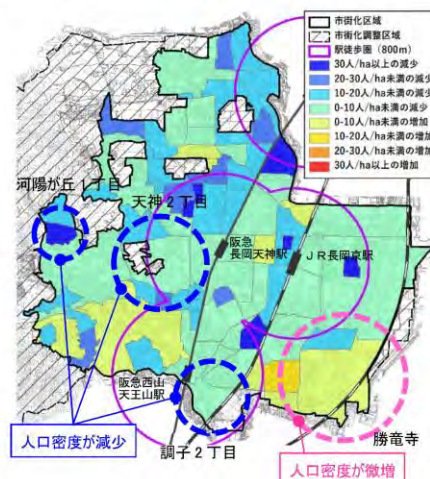 市街化区域
市街化調整区域
駅徒歩圏（800m）
30人/ha以上の減少
20-30人/ha未満の減少
10-20人/ha未満の減少
0-10人/ha未満の減少
0-10人/ha未満の増加
10-20人/ha未満の増加
20-30人/ha未満の増加
30人/ha以上の増加
河陽が丘1丁目
天神2丁目
阪急
長岡天神駅
ＪＲ長岡京駅
阪急西山
天王山駅
人口密度が減少
調子2丁目
勝竜寺
人口密度が微増